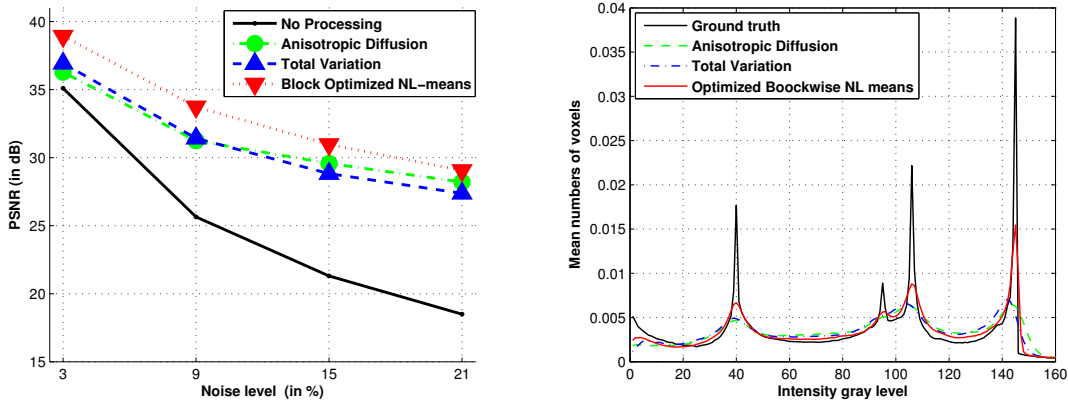 40
35
30
25
20
15
PSNR (in dB)
3
9
15
21
Noise level (in %)
No Processing
Anisotropic Diffusion
Total Variation
Block Optimized NL-means
0.04
0.035
0.03
0.025
0.02
0.015
0.01
0.005
0
Mean numbers of voxels
0
20
40
60
80
100
120
140
160
Intensity gray level
Ground truth
Anisotropic Diffusion
Total Variation
Optimized Boockwise NL means